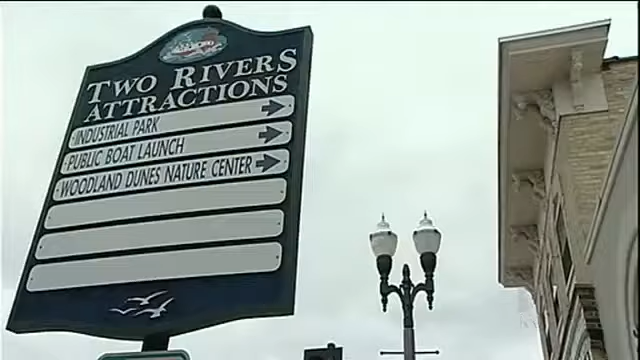 TWO RIVERS
ATTRACTIONS
INDUSTRIAL PARK
PUBLIC BOAT LAUNCH
WOODLAND DUNES NATURE CENTER